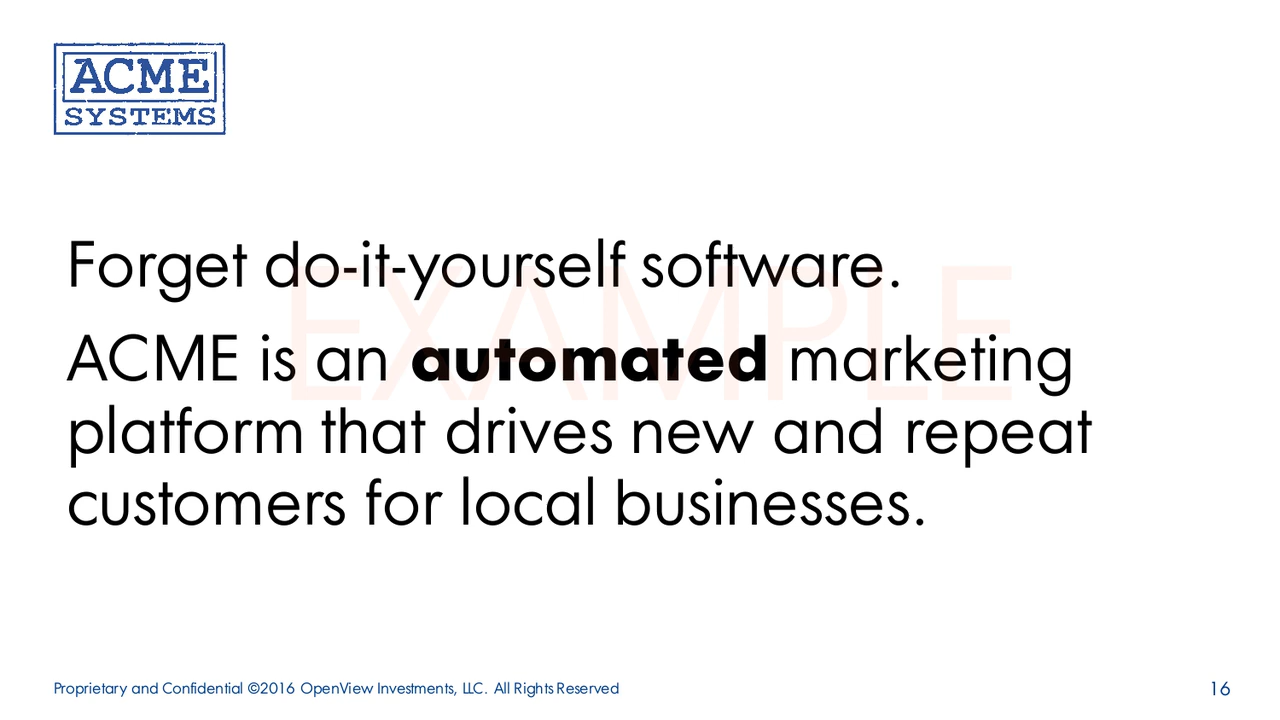 ACME
SYSTEMS
Forget do-it-yourself software.
EXAMPLE
ACME is an automated marketing
platform that drives new and repeat
customers for local businesses.
Proprietary and Confidential ©2016 OpenView Investments, LLC. All Rights Reserved
16